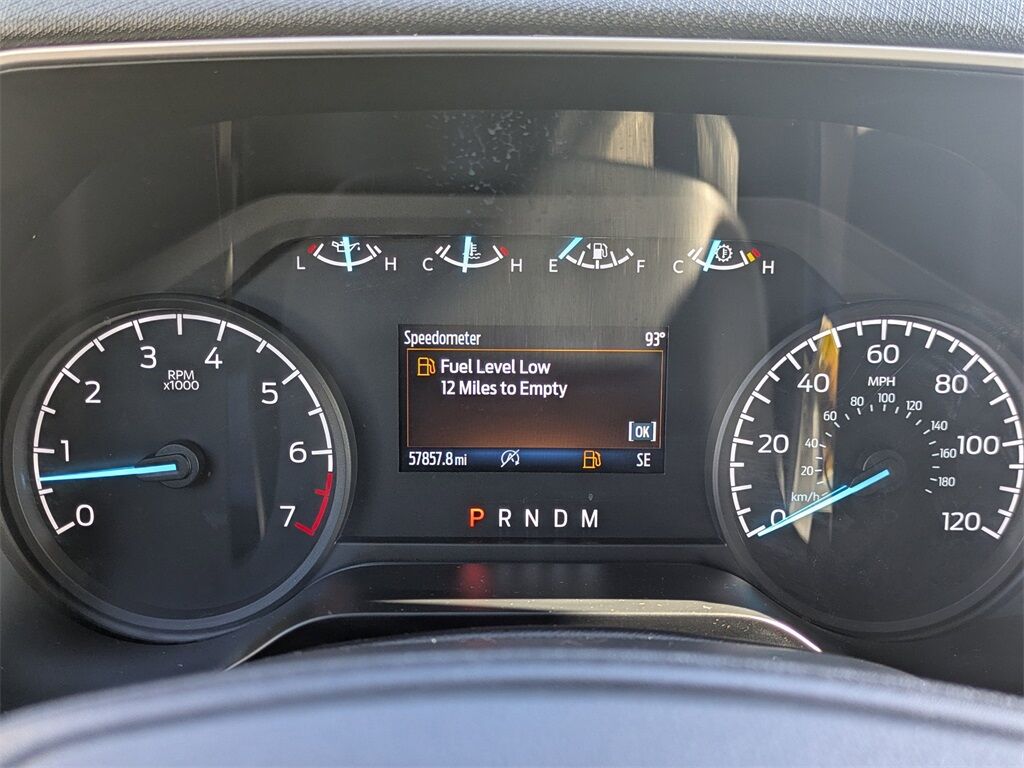 L H C H E F C H
Speedometer 93°
Fuel Level Low
12 Miles to Empty
[OK]
57857.8 mi SE
P R N D M
0 1 2 3 4 5 6 7
RPM
x1000
0 20 40 60 80 100 120
MPH
20 40 60 80 100 120 140 160 180
km/h